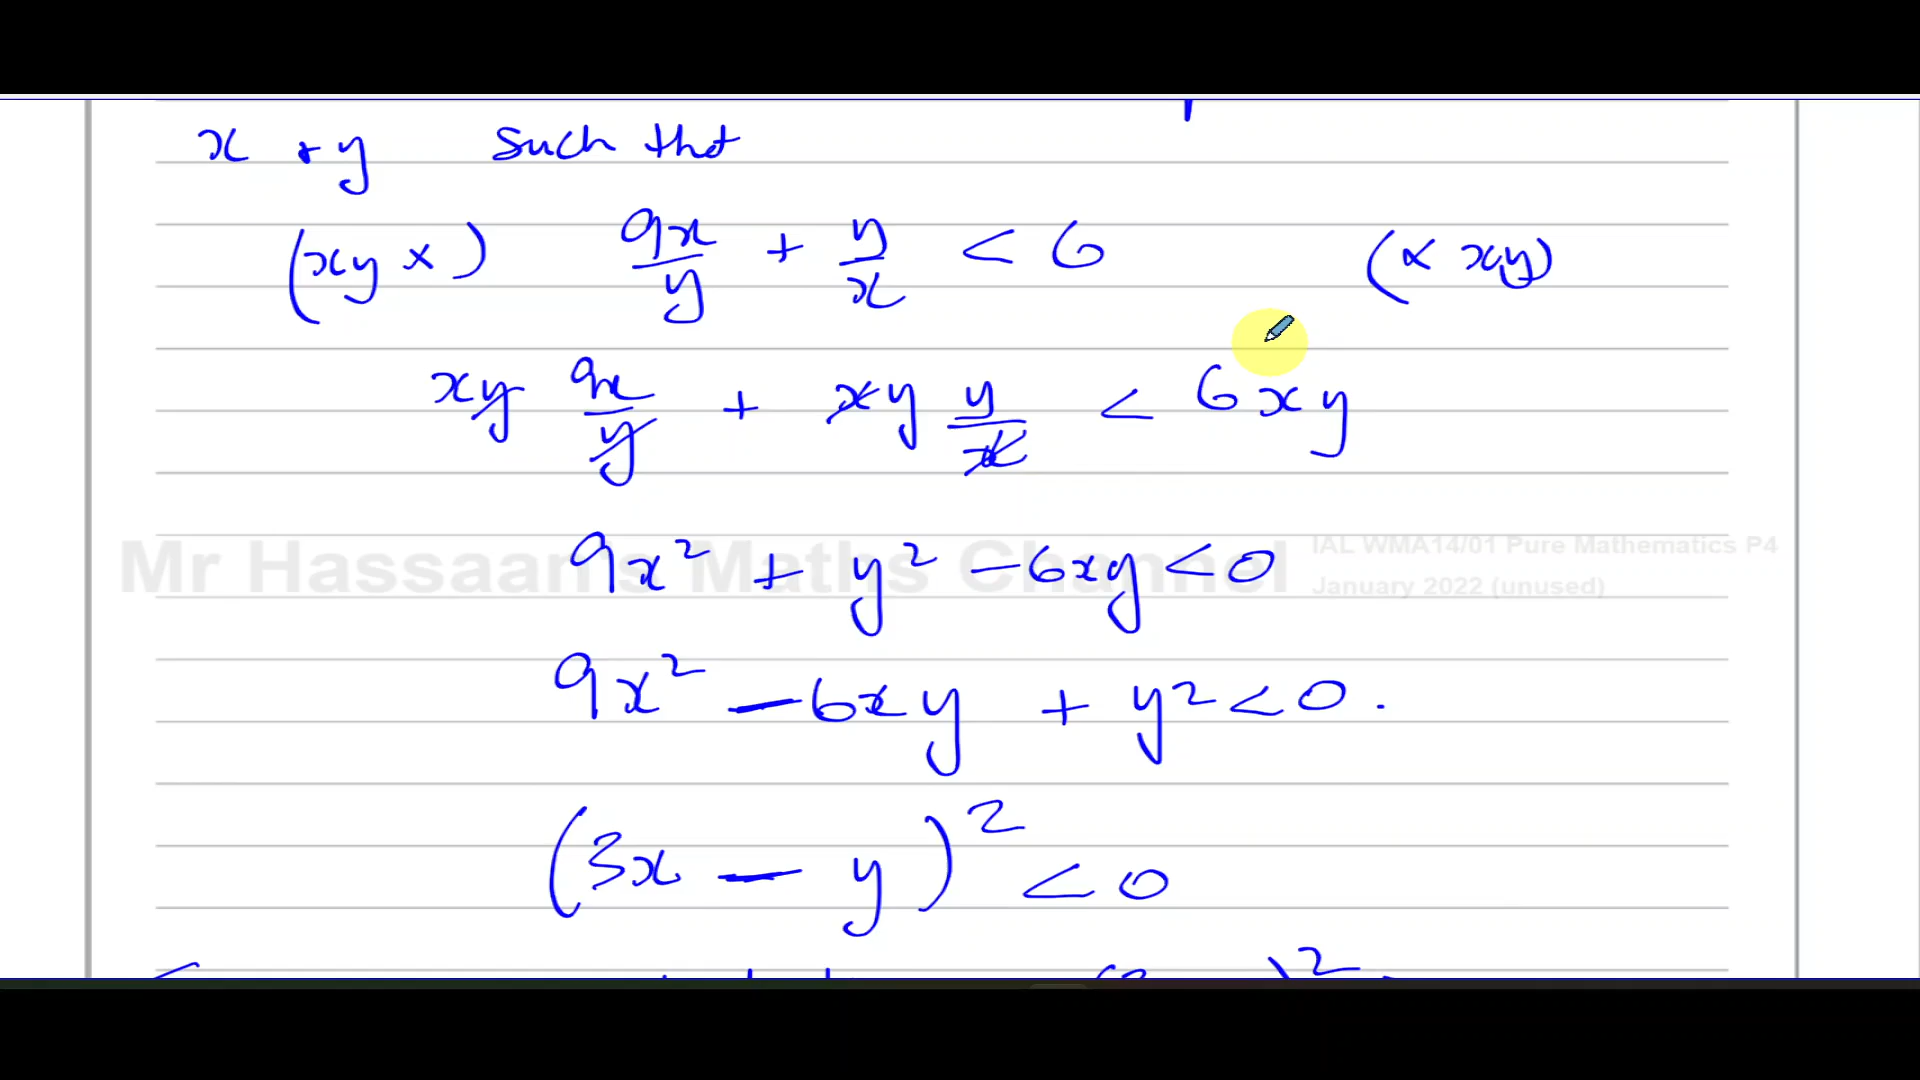 x + y such that
(xy ×) 9x/y + y/x < 6 (× xy)
xy 9x/y + xy y/x < 6xy
9x² + y² - 6xy < 0
9x² - 6xy + y² < 0.
(3x - y)² < 0
Mr Hassaam's Maths Channel
IAL WMA14/01 Pure Mathematics P4
January 2022 (unused)